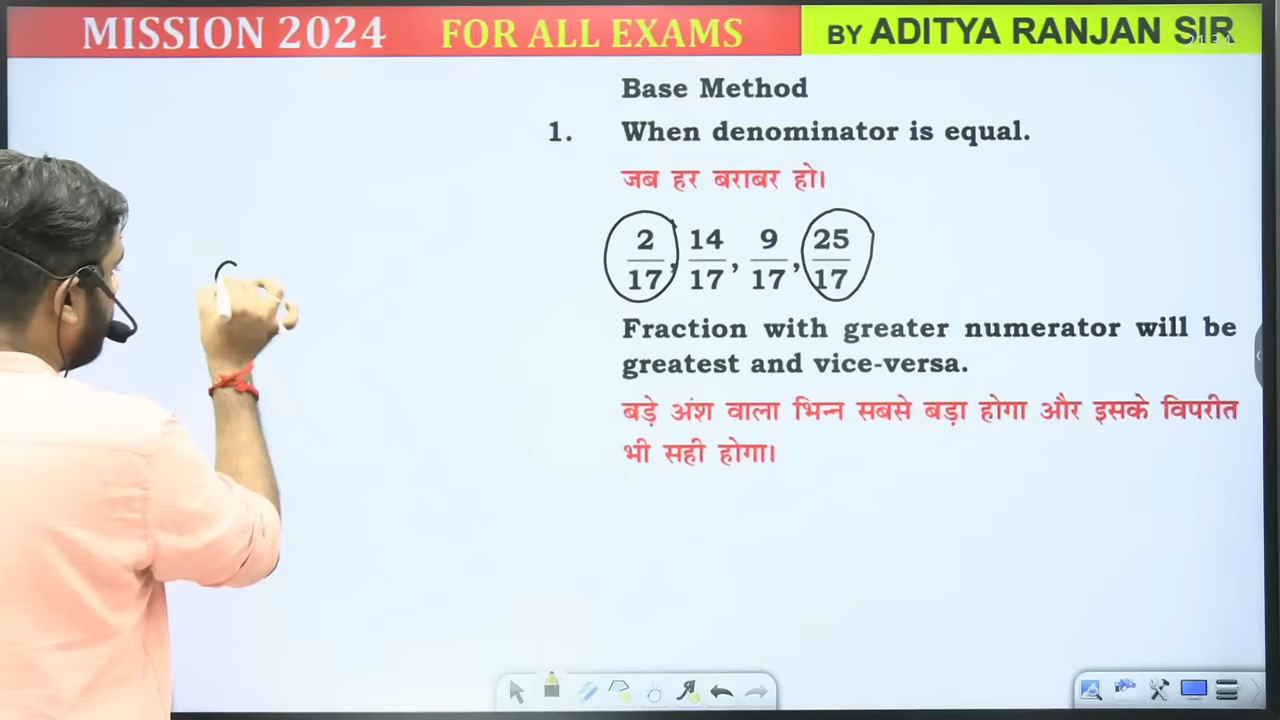 MISSION 2024 FOR ALL EXAMS BY ADITYA RANJAN SIR
Base Method
1. When denominator is equal.
जब हर बराबर हो।
2/17, 14/17, 9/17, 25/17
Fraction with greater numerator will be
greatest and vice-versa.
बड़े अंश वाला भिन्न सबसे बड़ा होगा और इसके विपरीत
भी सही होगा।